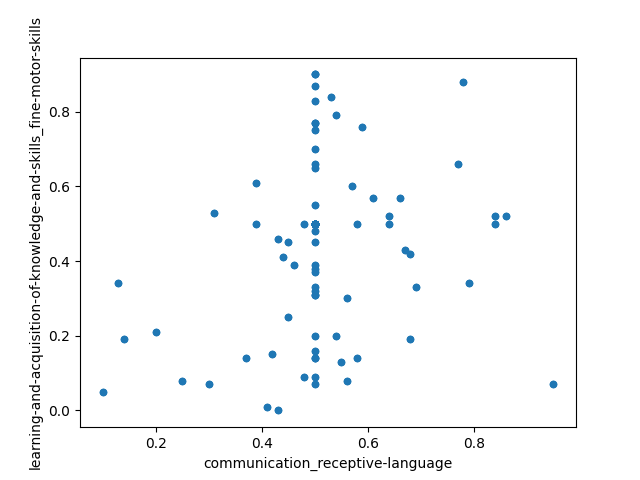 learning-and-acquisition-of-knowledge-and-skills_fine-motor-skills
0.8
0.6
0.4
0.2
0.0
0.2 0.4 0.6 0.8
communication_receptive-language